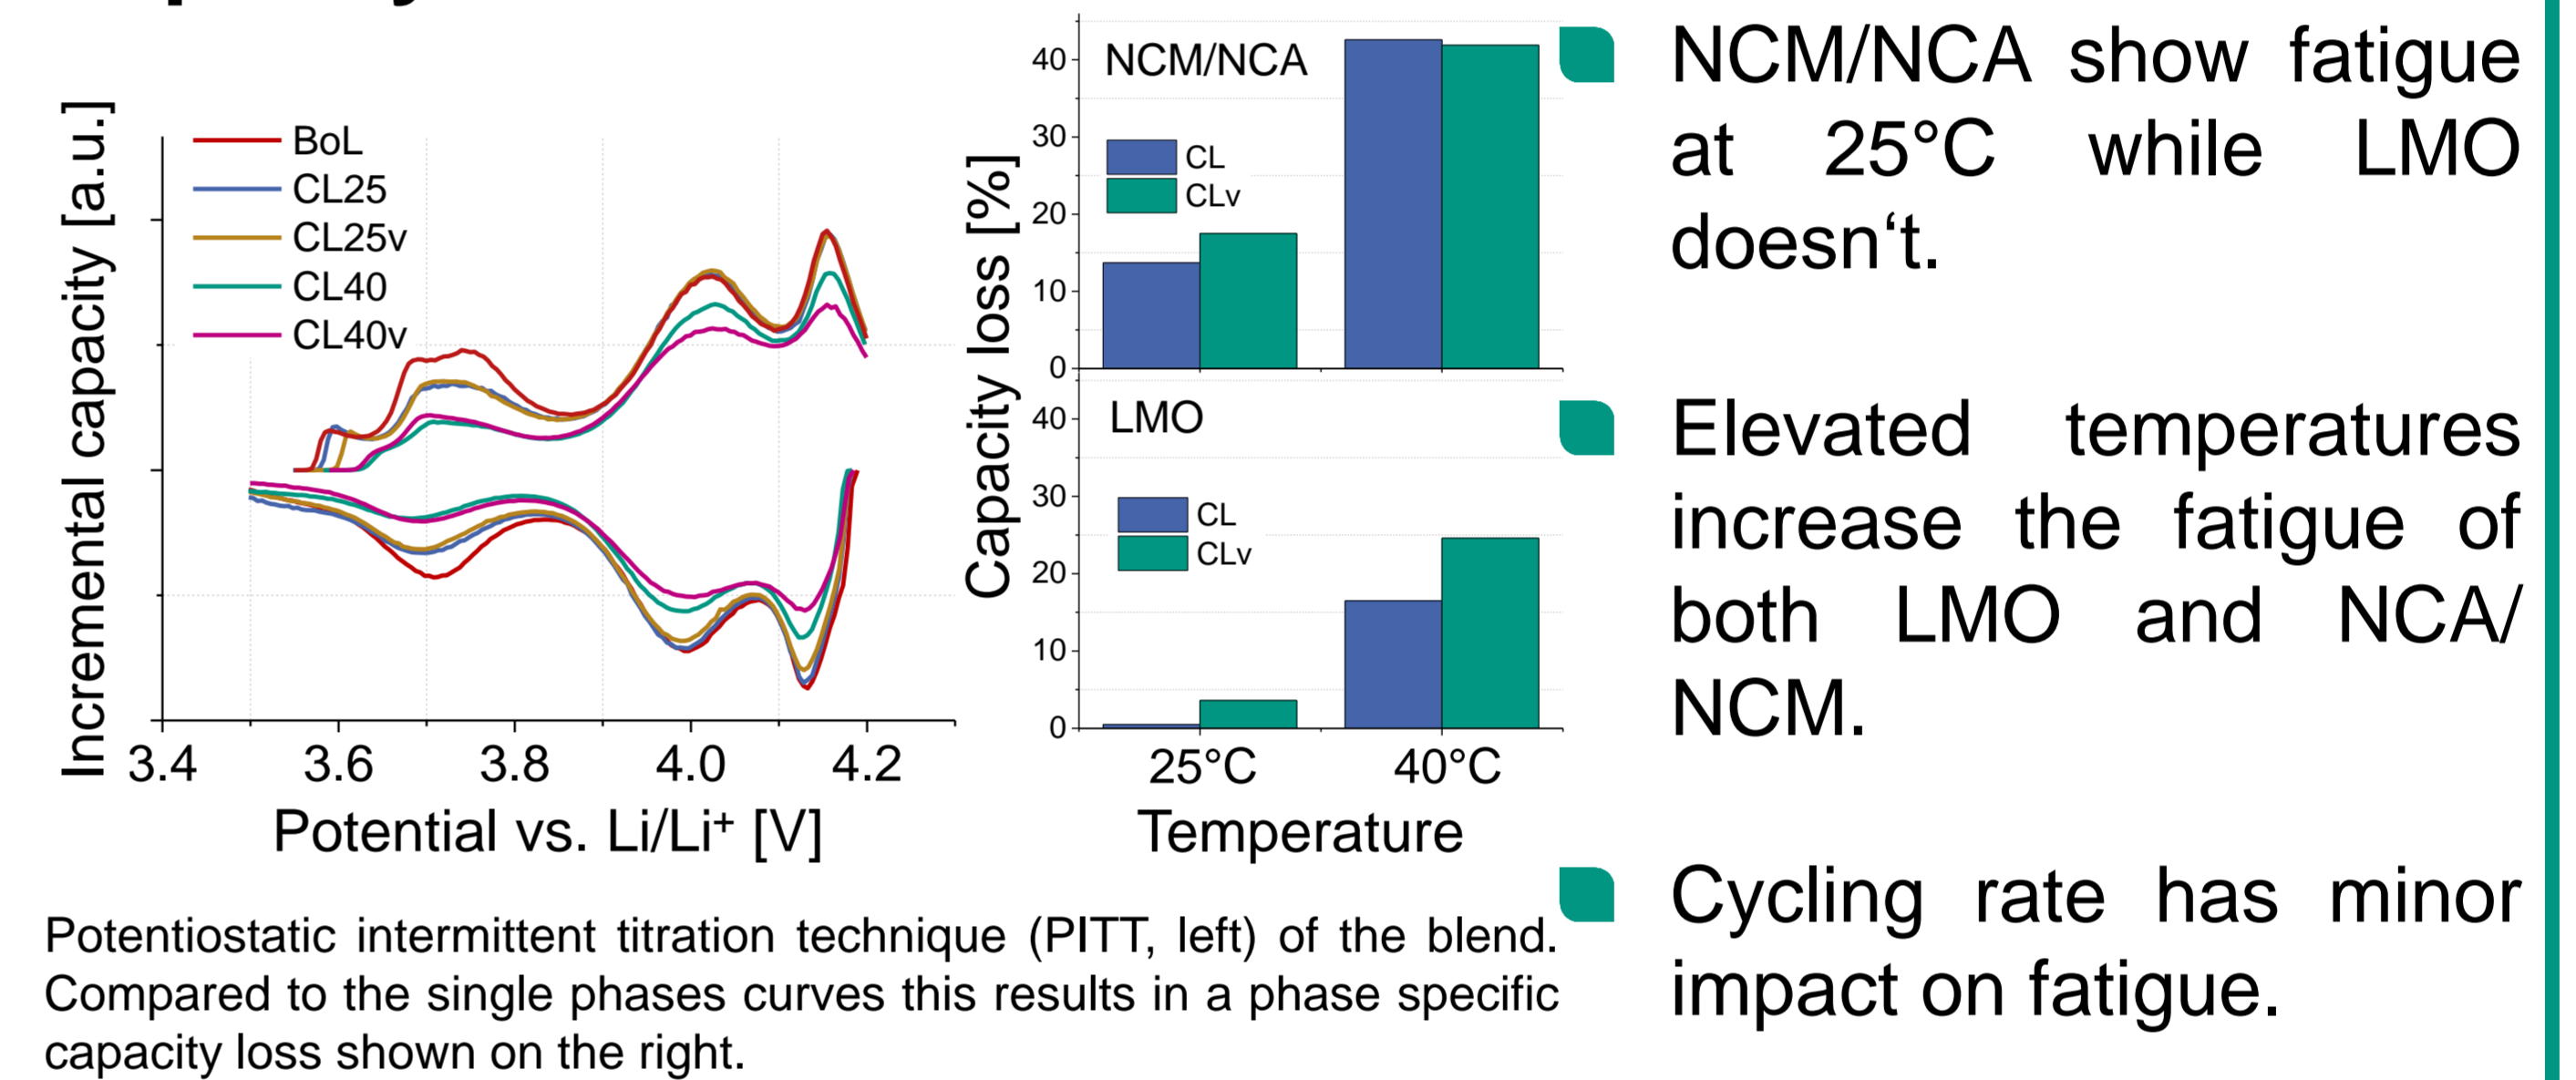 Incremental capacity [a.u.]
BoL
CL25
CL25v
CL40
CL40v
3.4 3.6 3.8 4.0 4.2
Potential vs. Li/Li⁺ [V]
Capacity loss [%]
NCM/NCA
40
30
20
10
0
CL
CLv
LMO
40
30
20
10
0
CL
CLv
25°C 40°C
Temperature
Potentiostatic intermittent titration technique (PITT, left) of the blend.
Compared to the single phases curves this results in a phase specific
capacity loss shown on the right.
NCM/NCA show fatigue
at 25°C while LMO
doesn‘t.
Elevated temperatures
increase the fatigue of
both LMO and NCA/
NCM.
Cycling rate has minor
impact on fatigue.